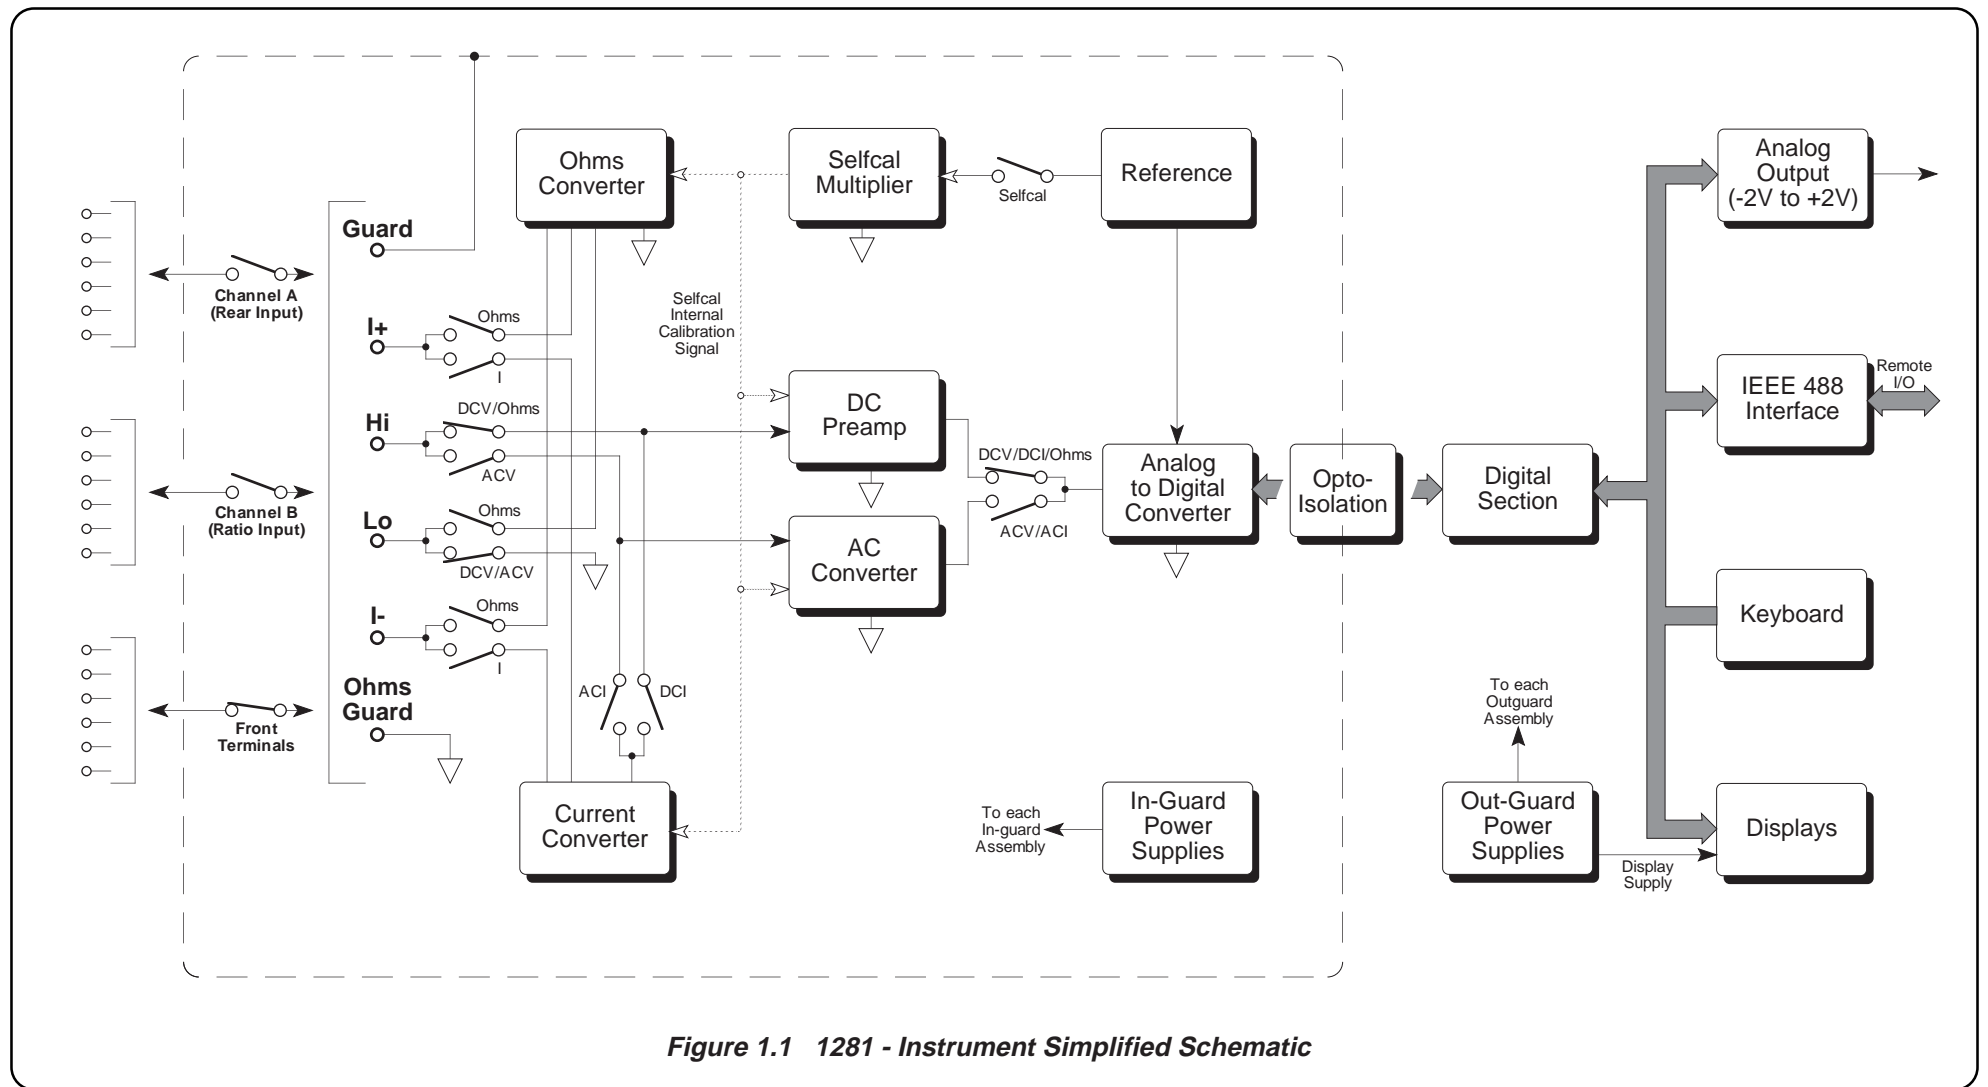 Ohms
Converter
Selfcal
Multiplier
Selfcal
Reference
Analog
Output
(-2V to +2V)
Guard
Channel A
(Rear Input)
Selfcal
Internal
Calibration
Signal
I+
Ohms
I
Hi
DCV/Ohms
ACV
DC
Preamp
DCV/DCI/Ohms
ACV/ACI
Analog
to Digital
Converter
Opto-
Isolation
Digital
Section
IEEE 488
Interface
Remote
I/O
Channel B
(Ratio Input)
Lo
Ohms
DCV/ACV
AC
Converter
I-
Ohms
I
Keyboard
Ohms
Guard
ACI
DCI
Front
Terminals
To each
Outguard
Assembly
Current
Converter
To each
In-guard
Assembly
In-Guard
Power
Supplies
Out-Guard
Power
Supplies
Display
Supply
Displays
Figure 1.1 1281 - Instrument Simplified Schematic